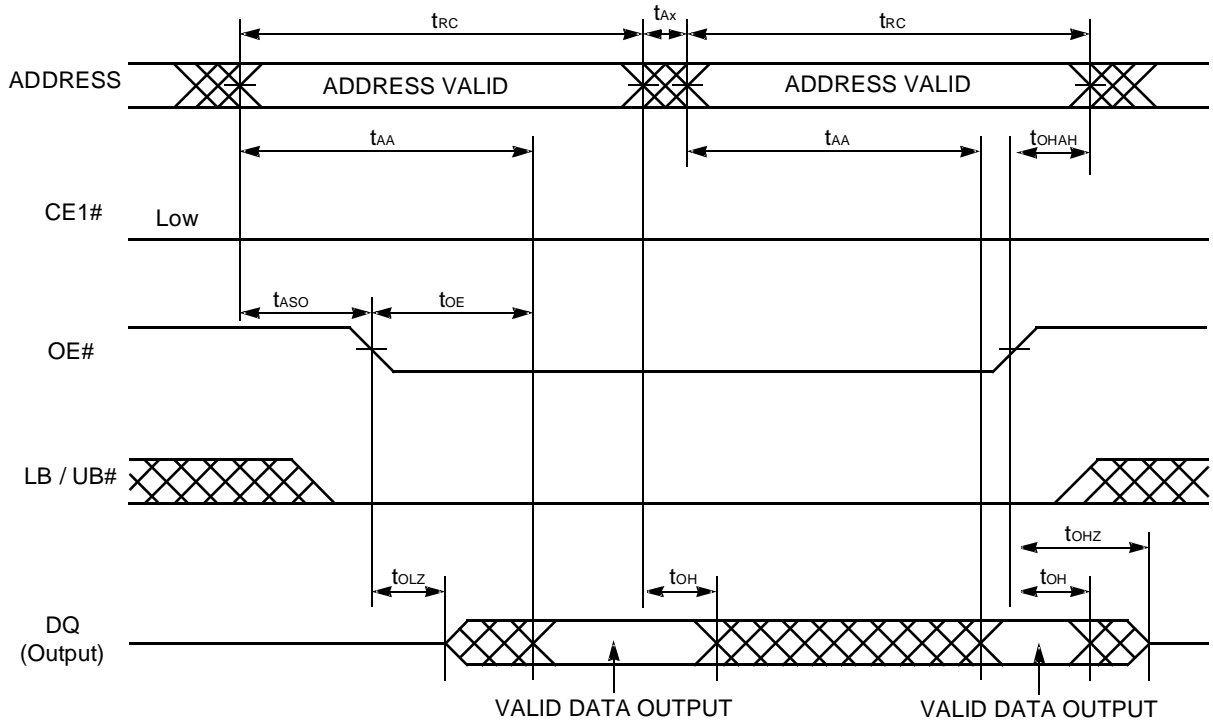 tRC
tAx
tRC
ADDRESS
ADDRESS VALID
ADDRESS VALID
tAA
tAA
tOHAH
CE1#
Low
tASO
tOE
OE#
LB / UB#
tOHZ
tOLZ
tOH
tOH
DQ
(Output)
VALID DATA OUTPUT
VALID DATA OUTPUT